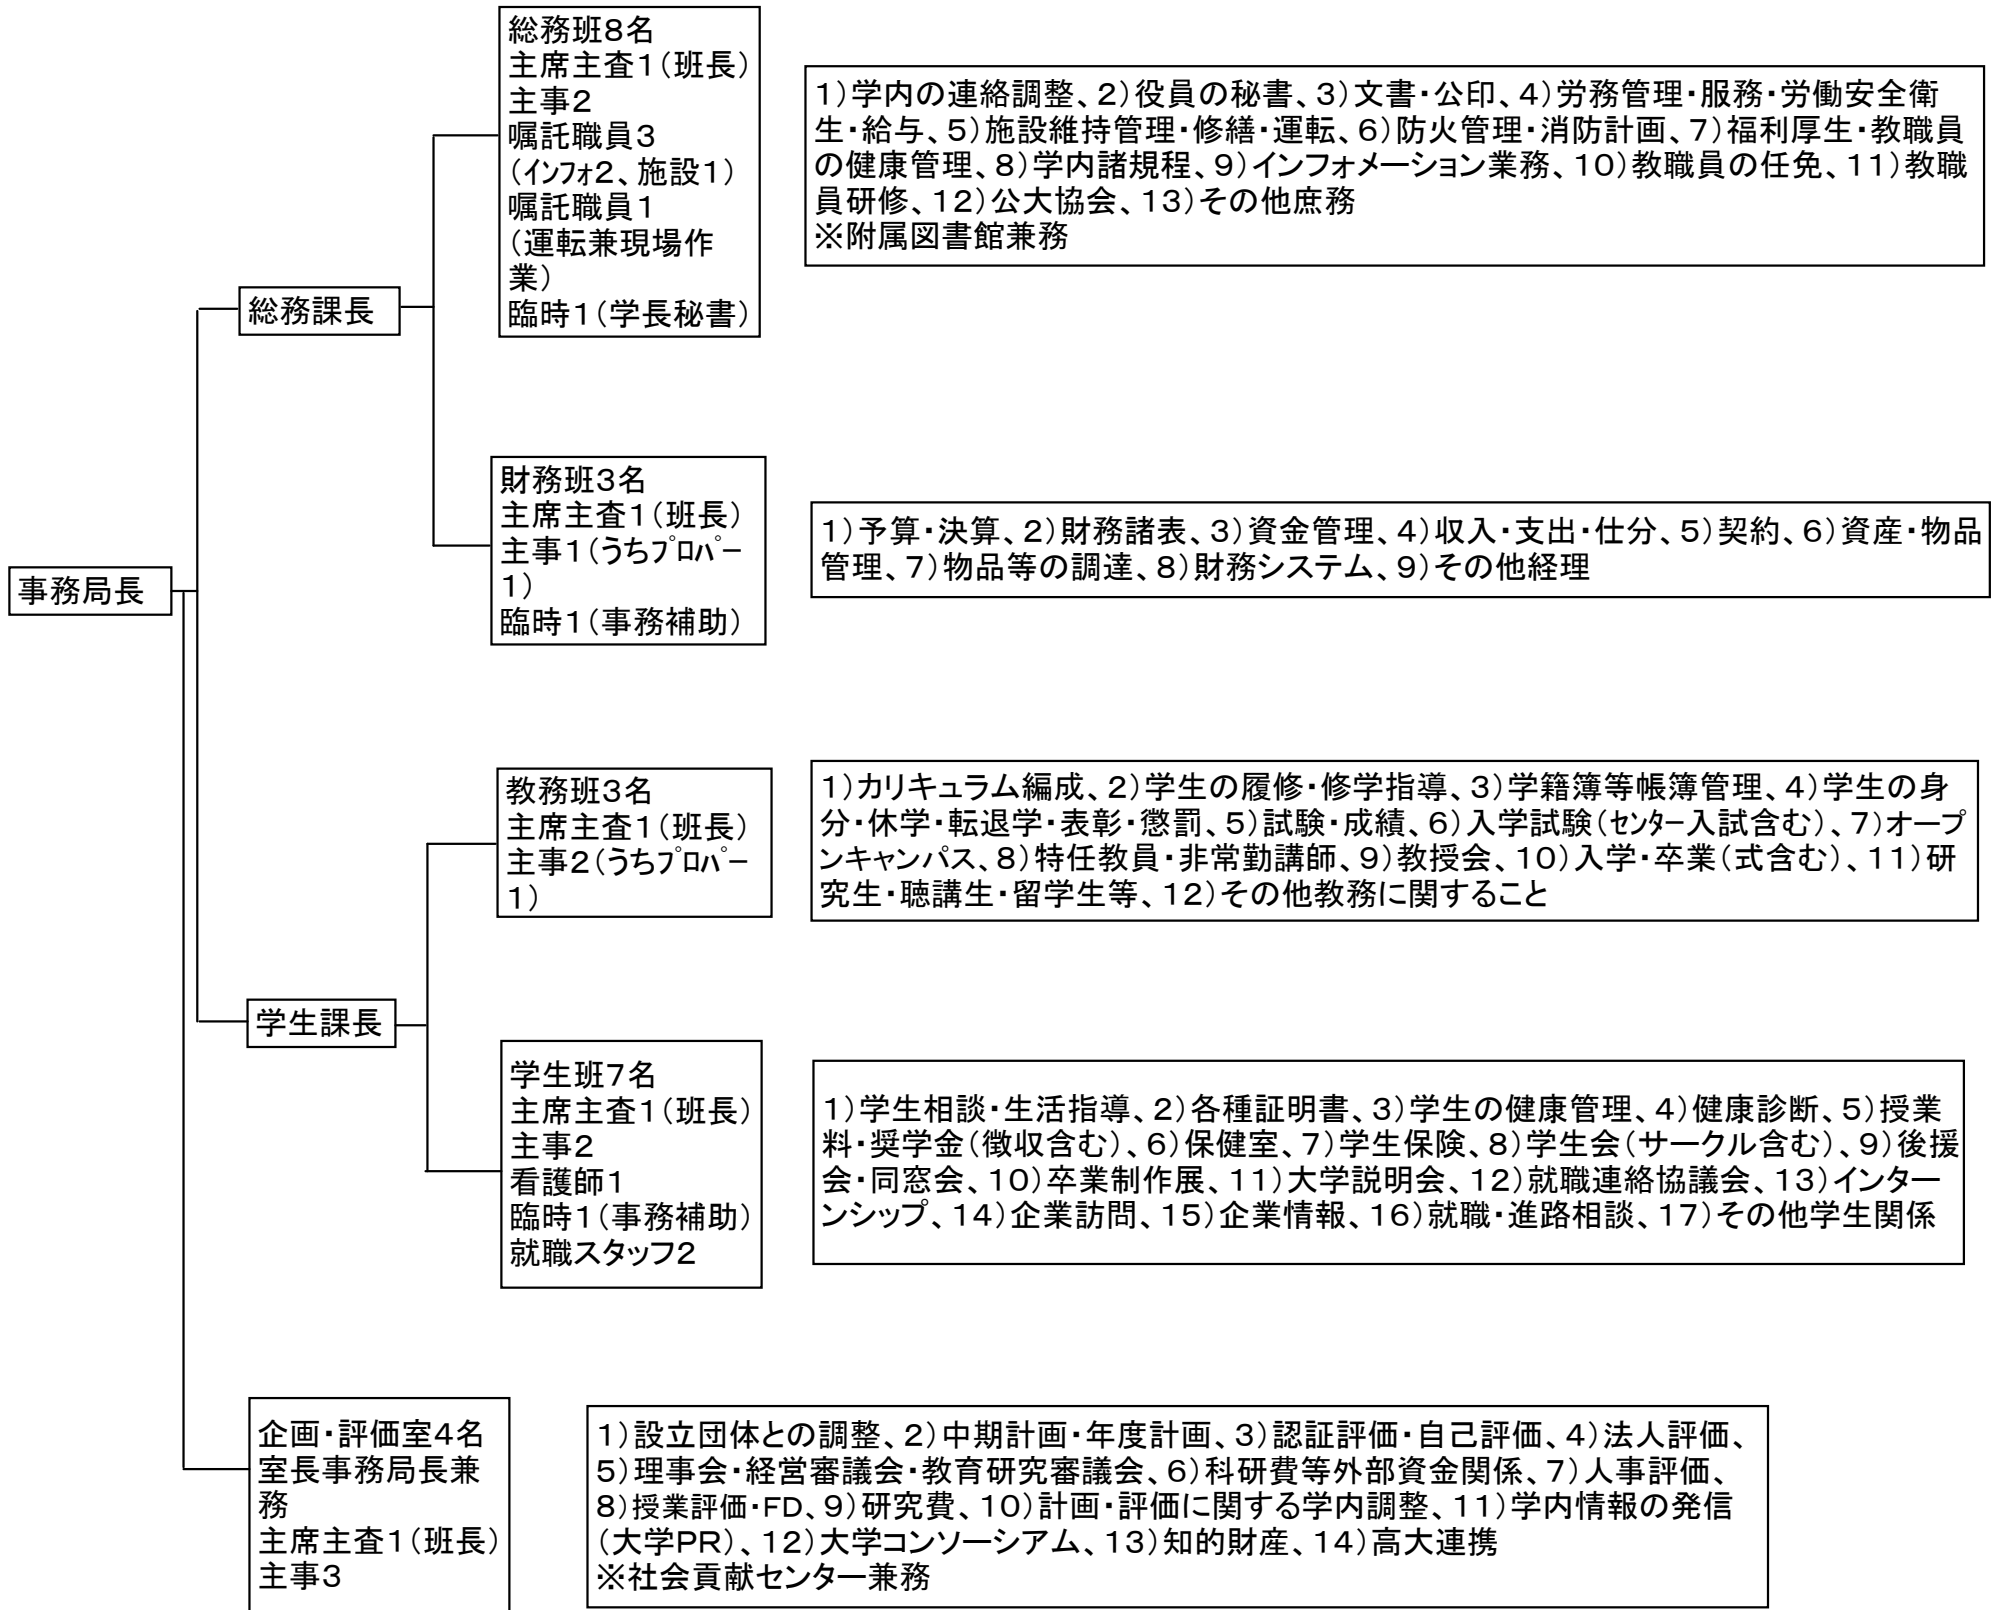 総務班8名
主席主査1(班長)
主事2
嘱託職員3
(インフォ2、施設1)
嘱託職員1
(運転兼現場作
業)
臨時1(学長秘書)
1)学内の連絡調整、2)役員の秘書、3)文書・公印、4)労務管理・服務・労働安全衛
生・給与、5)施設維持管理・修繕・運転、6)防火管理・消防計画、7)福利厚生・教職員
の健康管理、8)学内諸規程、9)インフォメーション業務、10)教職員の任免、11)教職
員研修、12)公大協会、13)その他庶務
※附属図書館兼務
総務課長
財務班3名
主席主査1(班長)
主事1(うちプロパー
1)
臨時1(事務補助)
1)予算・決算、2)財務諸表、3)資金管理、4)収入・支出・仕分、5)契約、6)資産・物品
管理、7)物品等の調達、8)財務システム、9)その他経理
事務局長
教務班3名
主席主査1(班長)
主事2(うちプロパー
1)
1)カリキュラム編成、2)学生の履修・修学指導、3)学籍簿等帳簿管理、4)学生の身
分・休学・転退学・表彰・懲罰、5)試験・成績、6)入学試験(センター入試含む)、7)オープ
ンキャンパス、8)特任教員・非常勤講師、9)教授会、10)入学・卒業(式含む)、11)研
究生・聴講生・留学生等、12)その他教務に関すること
学生課長
学生班7名
主席主査1(班長)
主事2
看護師1
臨時1(事務補助)
就職スタッフ2
1)学生相談・生活指導、2)各種証明書、3)学生の健康管理、4)健康診断、5)授業
料・奨学金(徴収含む)、6)保健室、7)学生保険、8)学生会(サークル含む)、9)後援
会・同窓会、10)卒業制作展、11)大学説明会、12)就職連絡協議会、13)インター
ンシップ、14)企業訪問、15)企業情報、16)就職・進路相談、17)その他学生関係
企画・評価室4名
室長事務局長兼
務
主席主査1(班長)
主事3
1)設立団体との調整、2)中期計画・年度計画、3)認証評価・自己評価、4)法人評価、
5)理事会・経営審議会・教育研究審議会、6)科研費等外部資金関係、7)人事評価、
8)授業評価・FD、9)研究費、10)計画・評価に関する学内調整、11)学内情報の発信
(大学PR)、12)大学コンソーシアム、13)知的財産、14)高大連携
※社会貢献センター兼務